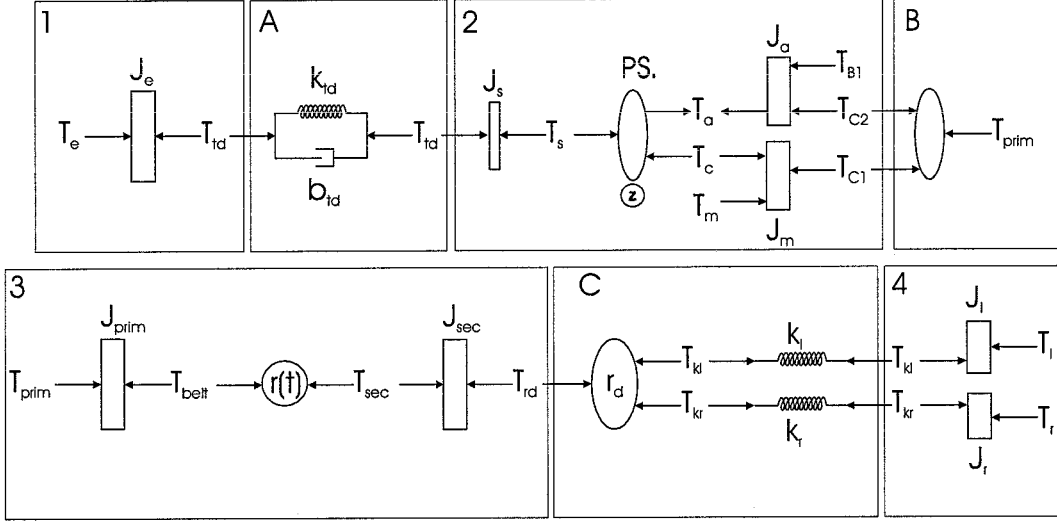 1
A
2
B
J_e
k_td
J_s
PS.
J_a
T_B1
T_e
T_td
T_td
T_s
T_a
T_C2
T_prim
T_c
T_C1
b_td
z
T_m
J_m
3
C
4
J_prim
J_sec
J_l
k_l
T_kl
T_kl
T_l
T_prim
T_belt
r(t)
T_sec
T_rd
r_d
T_kr
T_kr
T_r
k_r
J_r